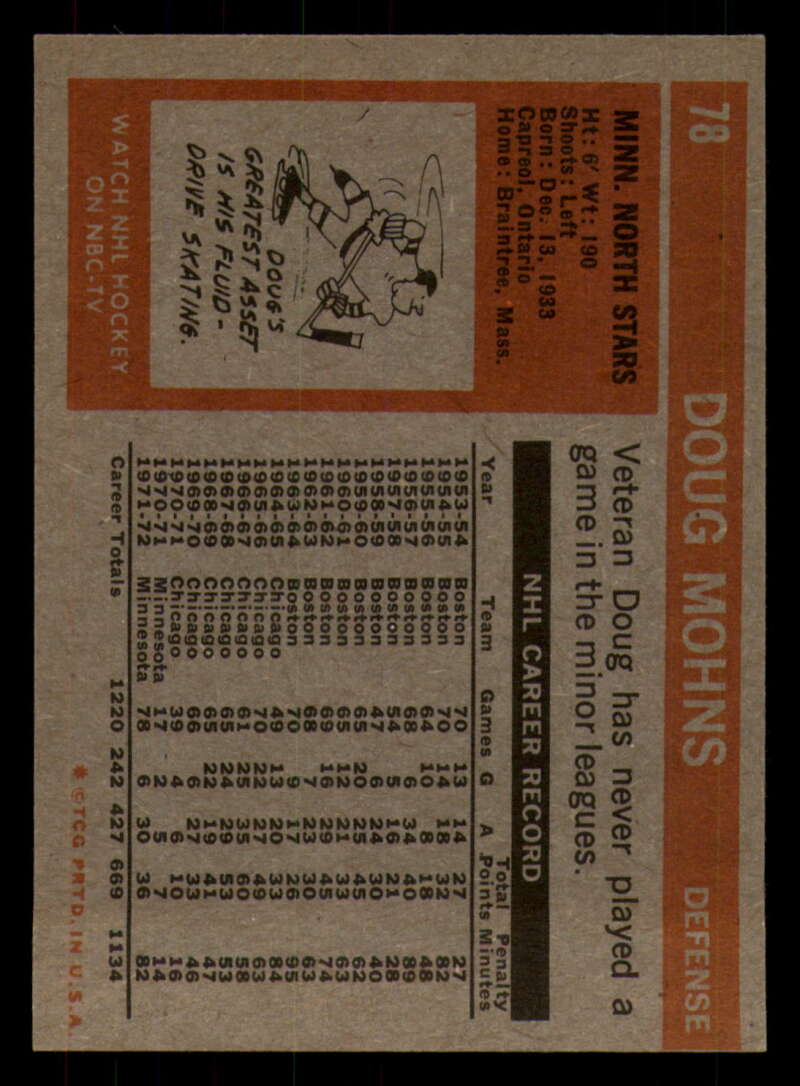 78 DOUG MOHNS DEFENSE
MINN. NORTH STARS
Ht: 6' Wt: 190
Shoots: Left
Born: Dec. 13, 1933
Capreol, Ontario
Home: Braintree, Mass.
DOUG'S
GREATEST ASSET
IS HIS FLUID-
DRIVE SKATING.
WATCH NHL HOCKEY
ON NBC-TV
Veteran Doug has never played a
game in the minor leagues.
NHL CAREER RECORD
Total Penalty
Year Team Games G A Points Minutes
1953-54 Boston 70 13 14 27 27
1954-55 Boston 70 14 18 32 82
1955-56 Boston 64 10 8 18 48
1956-57 Boston 68 6 34 40 89
1957-58 Boston 54 5 16 21 28
1958-59 Boston 47 6 24 30 40
1959-60 Boston 65 20 25 45 62
1960-61 Boston 65 12 21 33 63
1961-62 Boston 69 16 29 45 74
1962-63 Boston 68 7 23 30 63
1963-64 Boston 70 9 17 26 95
1964-65 Chicago 49 13 20 33 84
1965-66 Chicago 70 22 27 49 63
1966-67 Chicago 61 25 35 60 58
1967-68 Chicago 65 24 29 53 53
1968-69 Chicago 65 22 19 41 47
1969-70 Chicago 66 6 27 33 46
1970-71 Chicago 39 4 6 10 16
1970-71 Minnesota 17 2 5 7 14
1971-72 Minnesota 78 6 30 36 82
Career Totals 1220 242 427 669 1134
* © TCG PRTD. IN U.S.A.